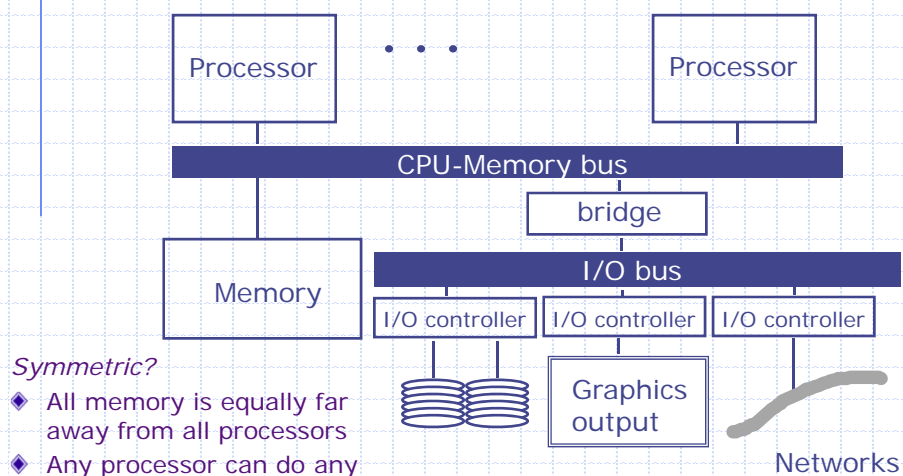 Processor
• • •
Processor
CPU-Memory bus
bridge
I/O bus
Memory
I/O controller
I/O controller
I/O controller
Symmetric?
All memory is equally far
away from all processors
Any processor can do any
Graphics
output
Networks